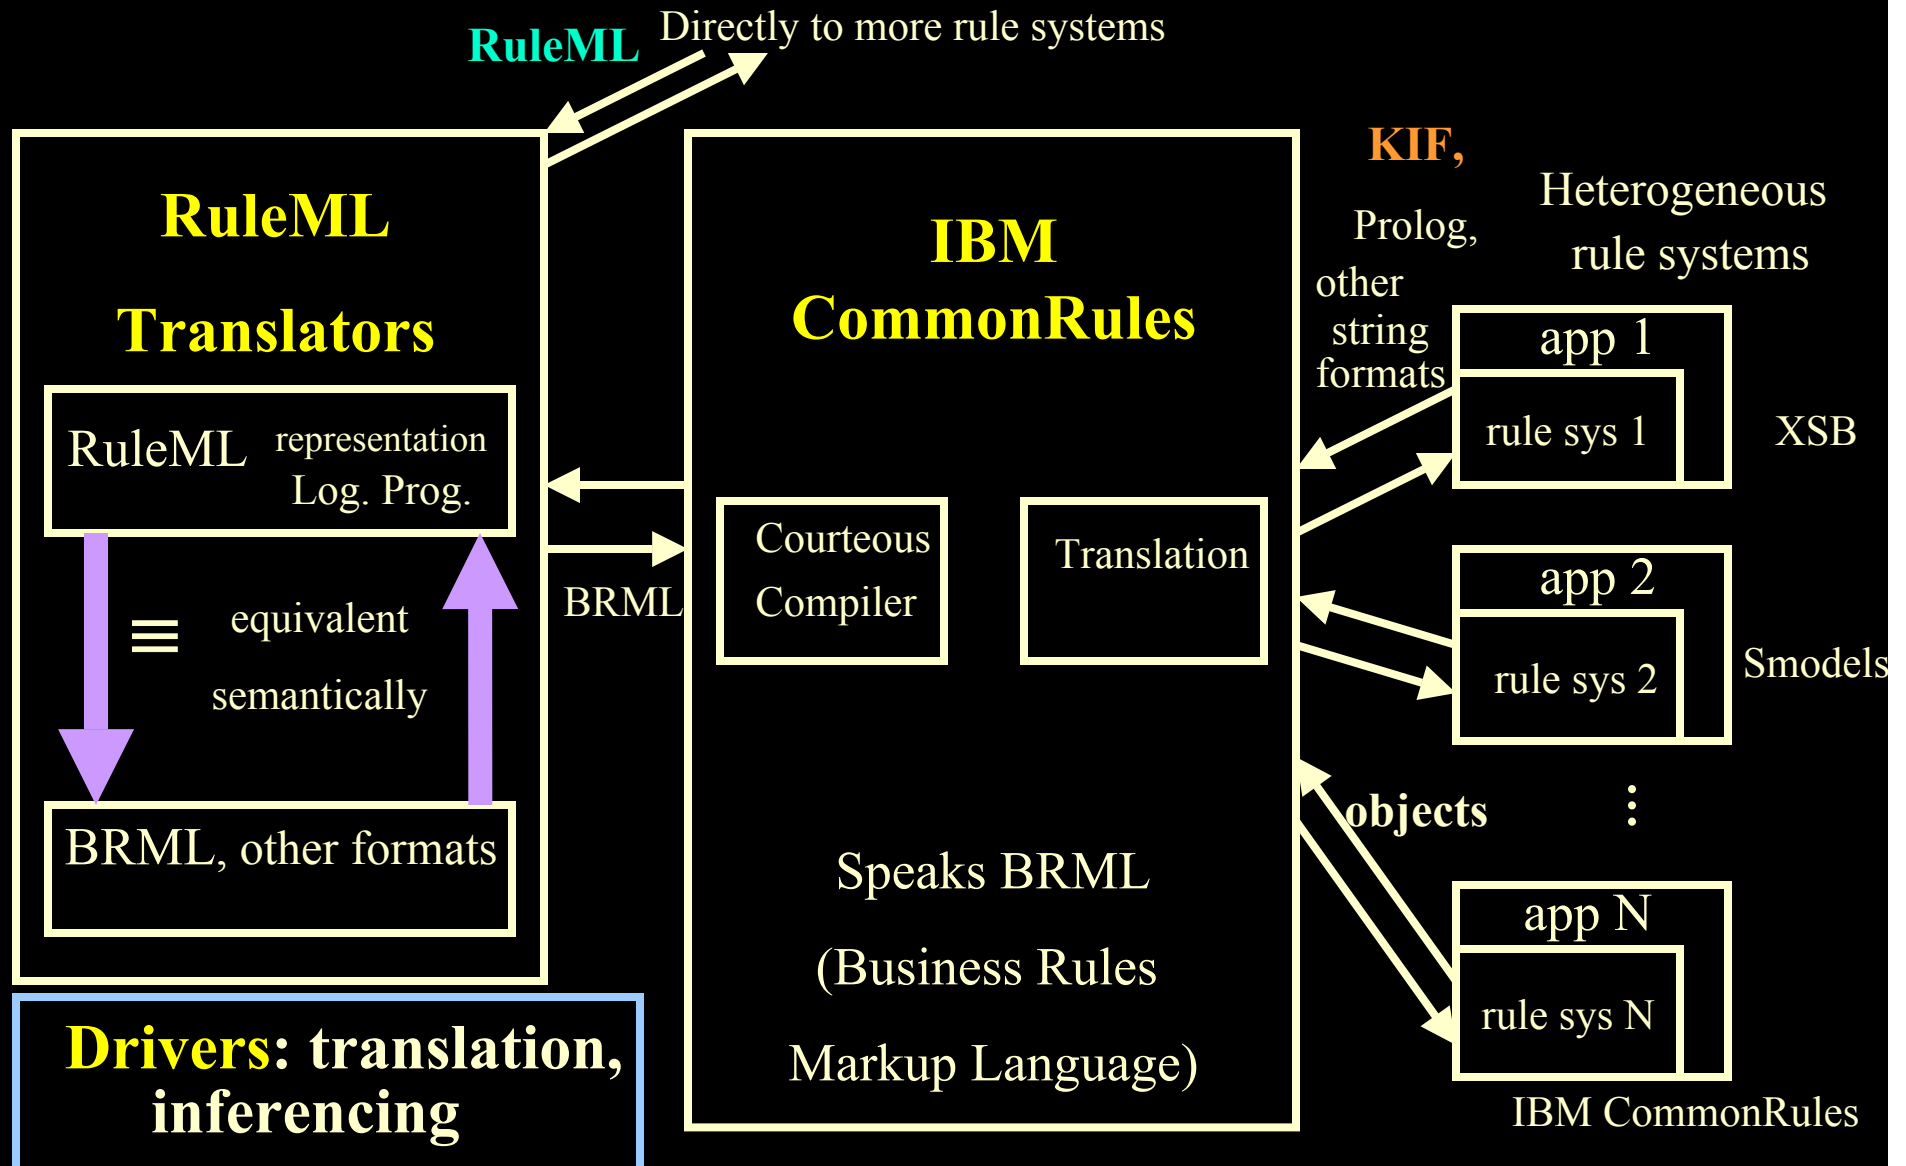 RuleML
Directly to more rule systems
RuleML
Translators
RuleML representation
Log. Prog.
≡ equivalent
semantically
BRML, other formats
Drivers: translation,
inferencing
BRML
IBM
CommonRules
Courteous
Compiler
Translation
Speaks BRML
(Business Rules
Markup Language)
KIF,
Prolog,
other
string
formats
objects
Heterogeneous
rule systems
app 1
rule sys 1
XSB
app 2
rule sys 2
Smodels
⋮
app N
rule sys N
IBM CommonRules